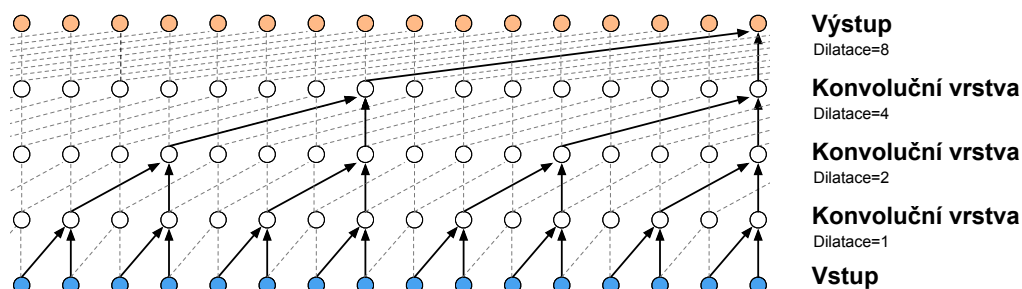 Výstup
Dilatace=8
Konvoluční vrstva
Dilatace=4
Konvoluční vrstva
Dilatace=2
Konvoluční vrstva
Dilatace=1
Vstup